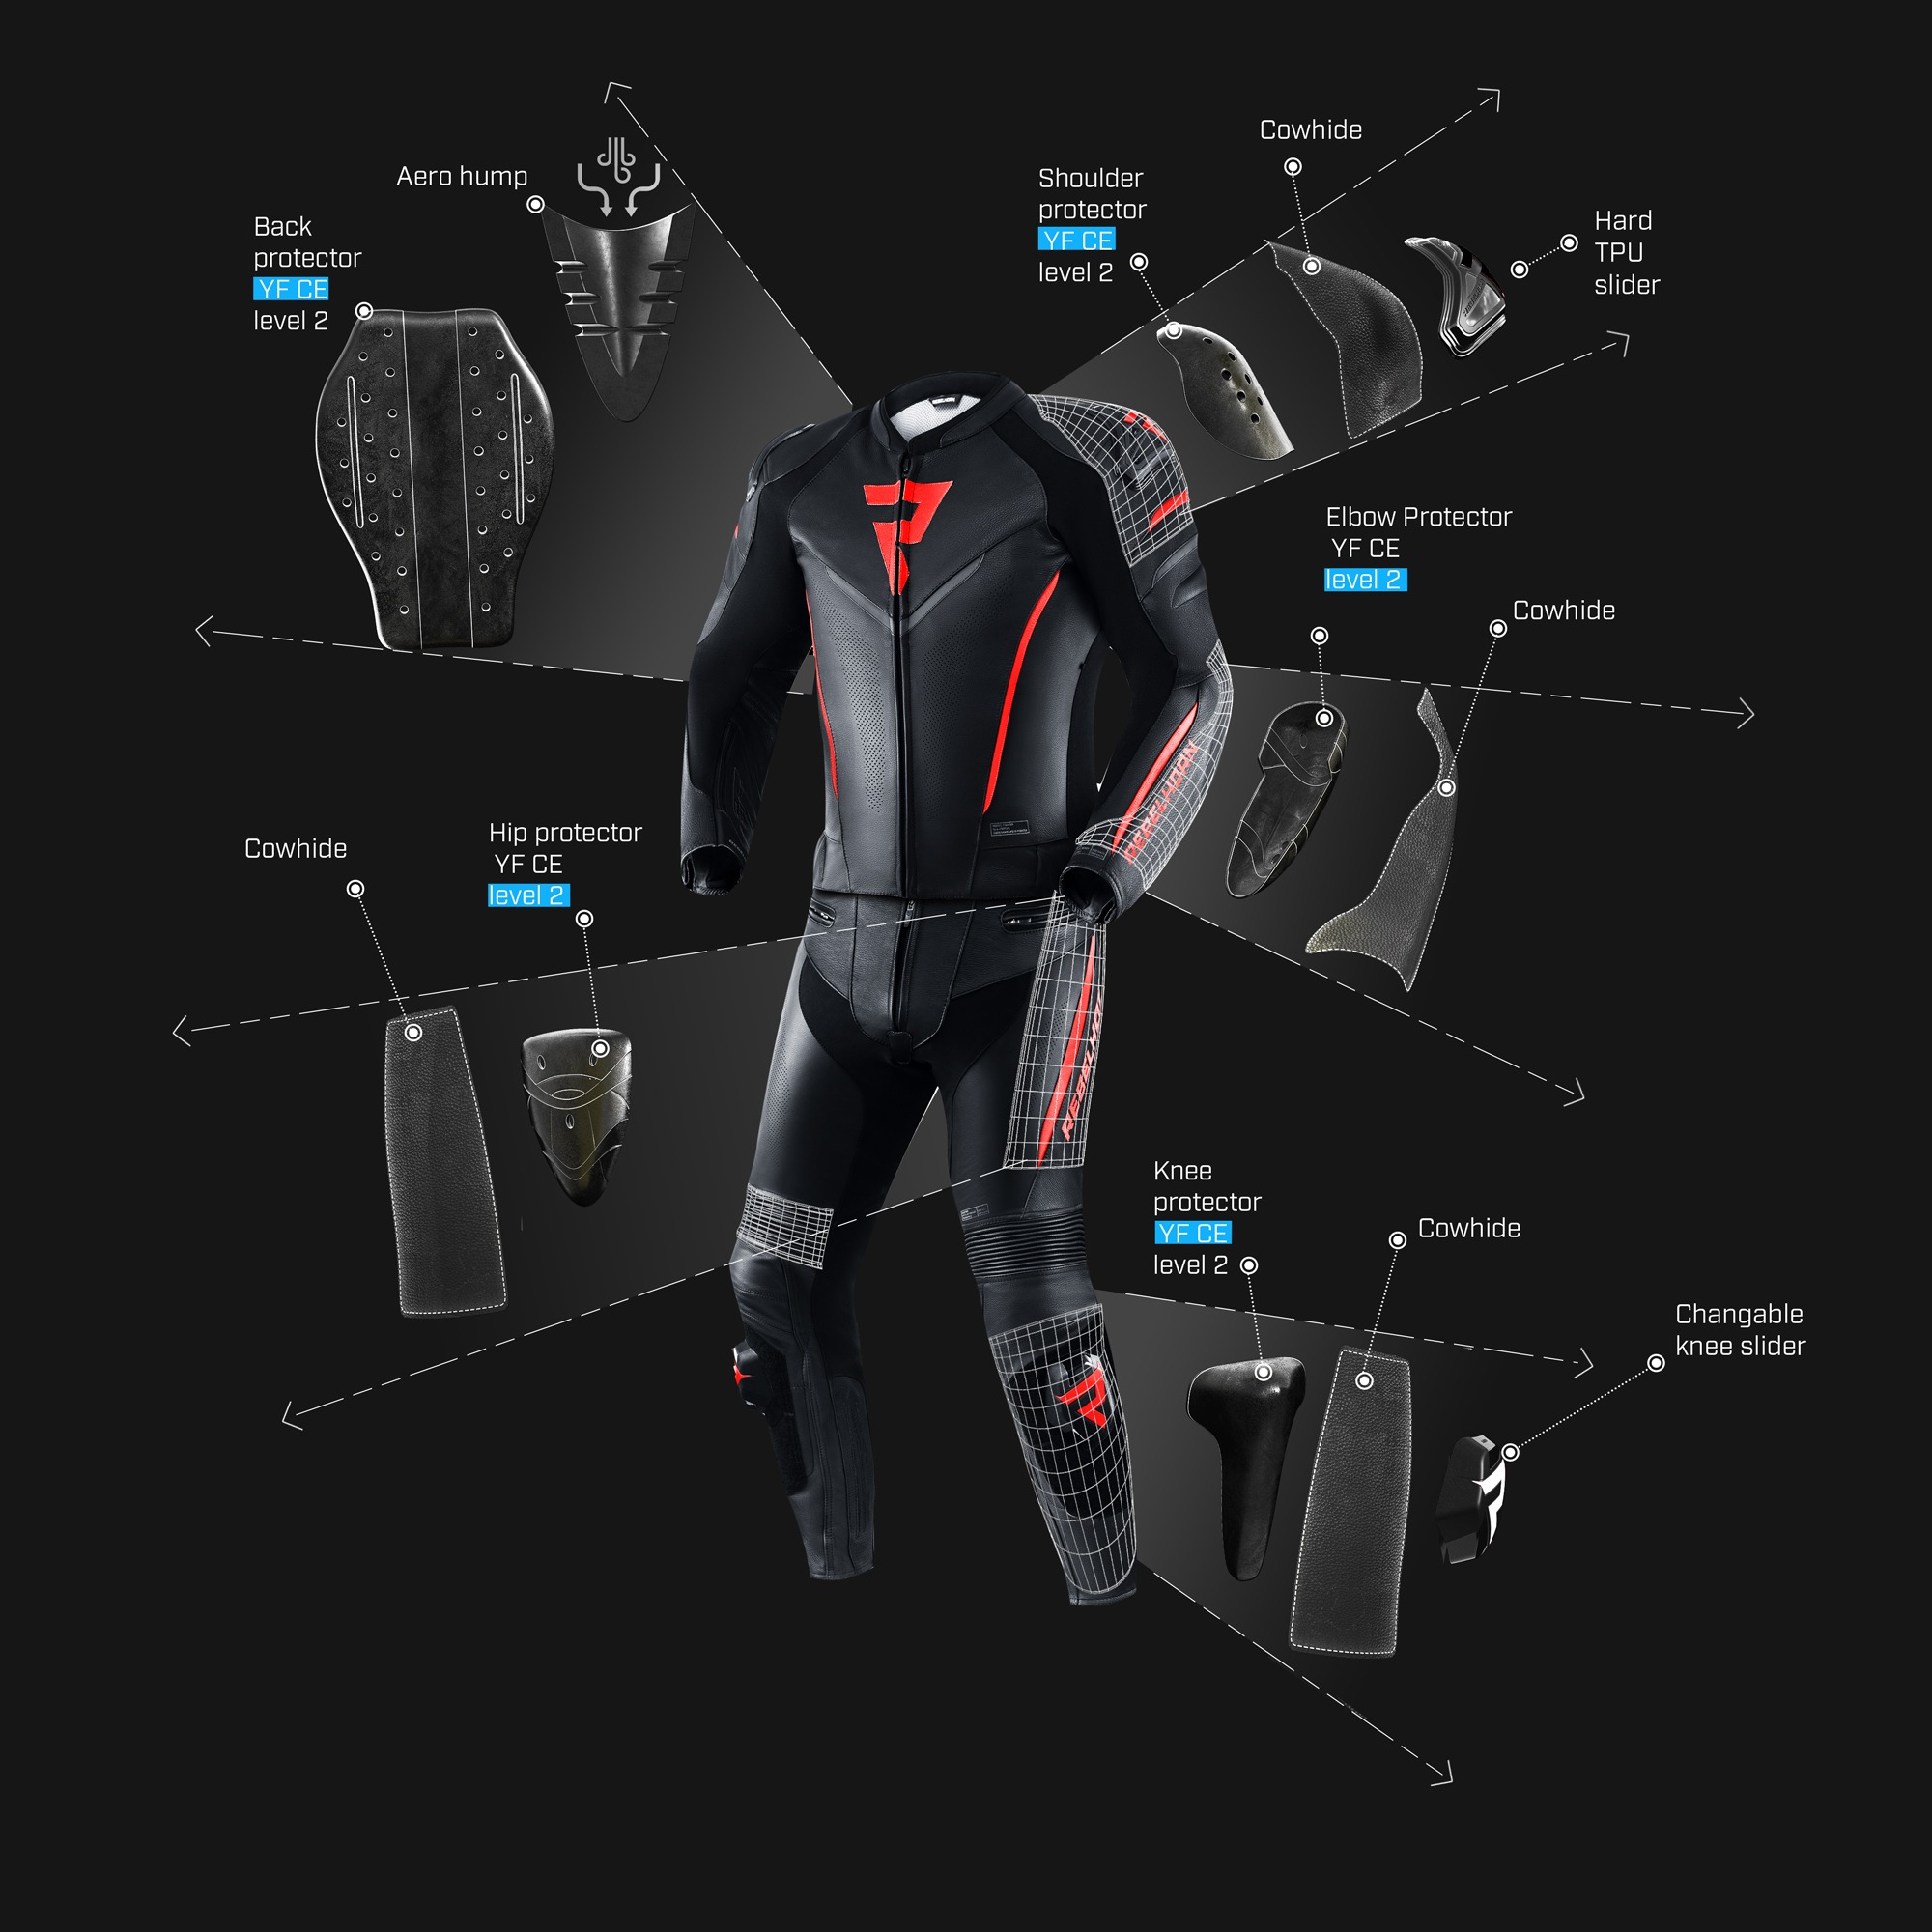 Cowhide
Aero hump
Shoulder
protector
YF CE
level 2
Back
protector
YF CE
level 2
Hard
TPU
slider
Elbow Protector
YF CE
level 2
Cowhide
REBELHORN
Cowhide
Hip protector
YF CE
level 2
Knee
protector
YF CE
level 2
Cowhide
Changable
knee slider